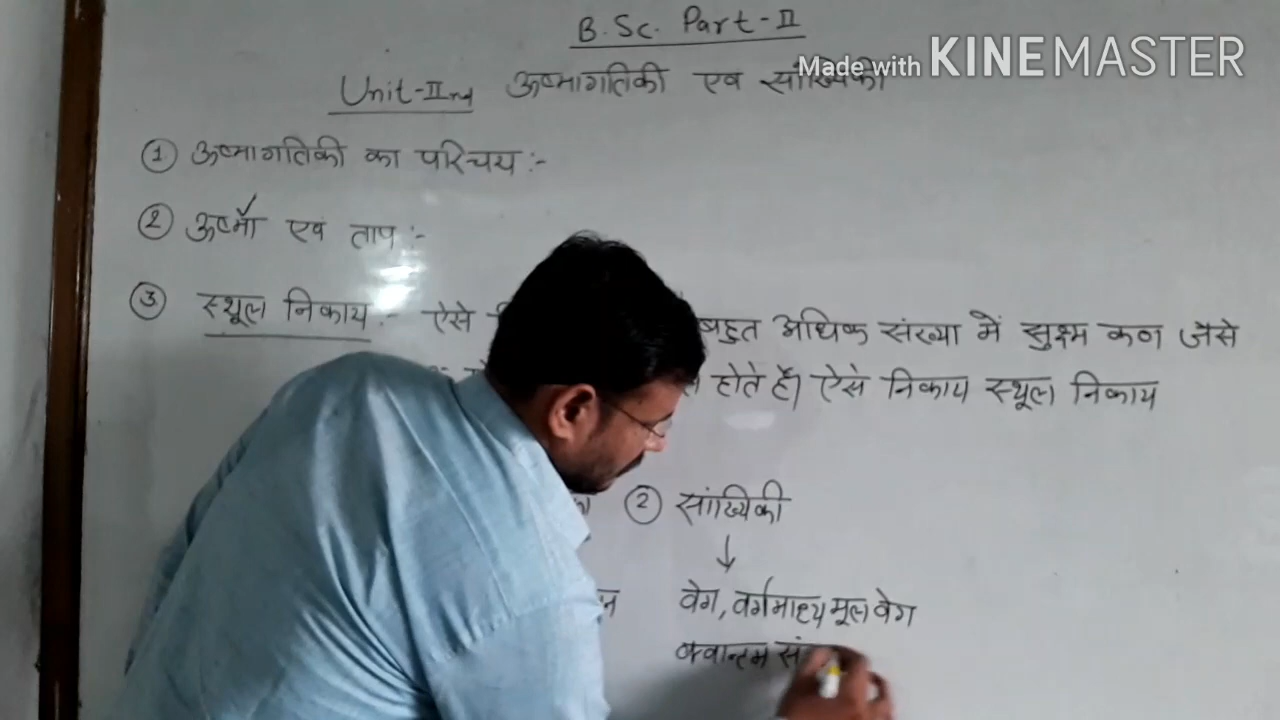 B. Sc. Part-II
Made with KINEMASTER
Unit-IInd ऊष्मागतिकी एवं सांख्यिकी
① ऊष्मागतिकी का परिचय :-
② ऊष्मा एवं ताप :-
③ स्थूल निकाय :- ऐसे बहुत अधिक संख्या में सुक्ष्म कण जैसे
होते हैं। ऐसे निकाय स्थूल निकाय
② सांख्यिकी
वेग, वर्गमाध्य मूल वेग
क्वान्टम